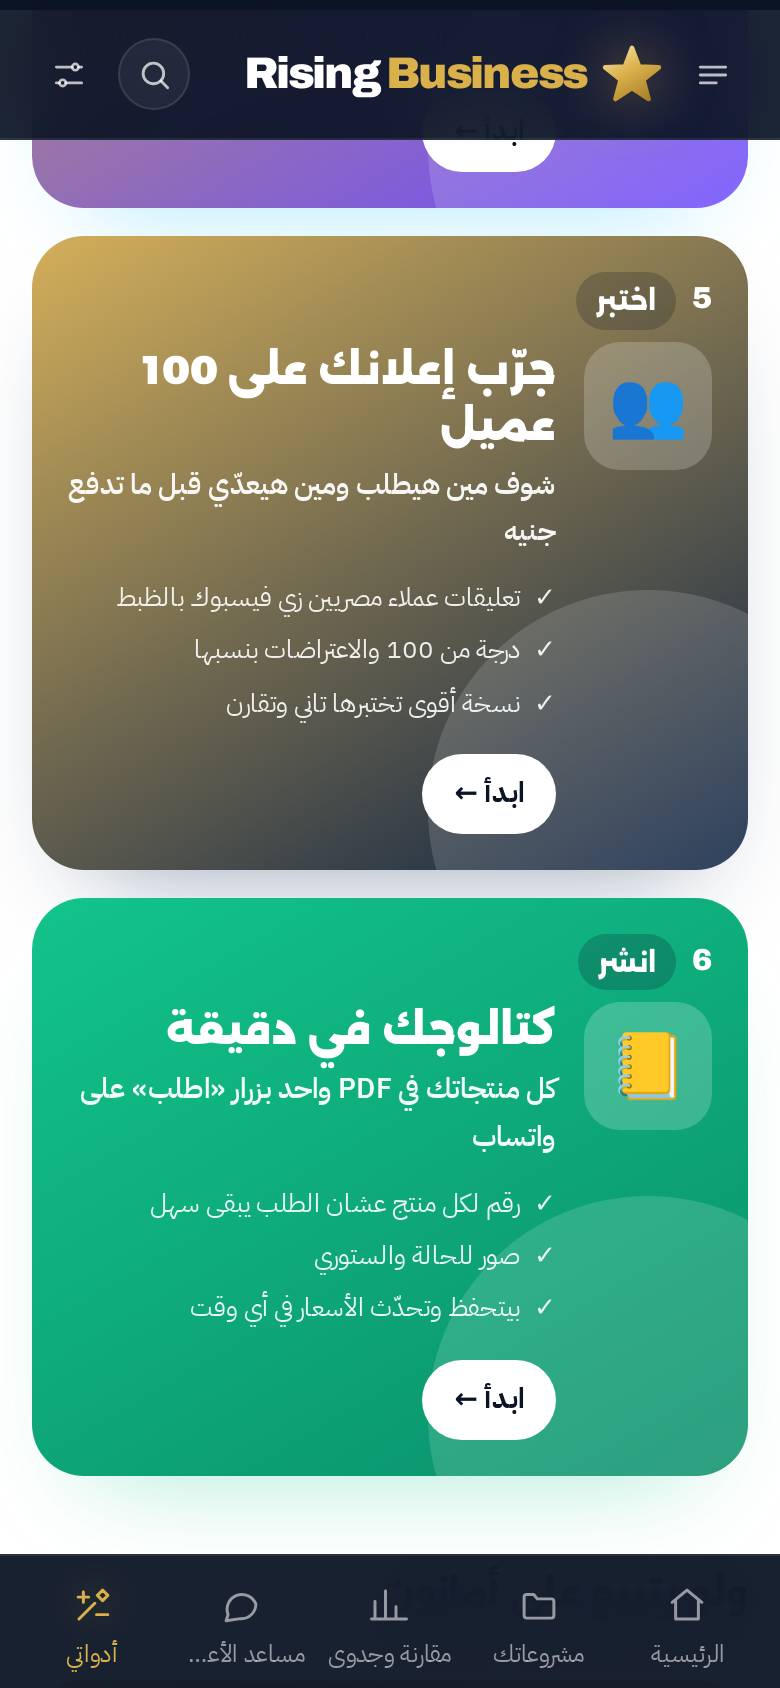 Rising Business
ابدأ ←
5 اختبر
جرّب إعلانك على 100
عميل
شوف مين هيطلب ومين هيعدّي قبل ما تدفع
جنيه
✓ تعليقات عملاء مصريين زي فيسبوك بالظبط
✓ درجة من 100 والاعتراضات بنسبها
✓ نسخة أقوى تختبرها تاني وتقارن
ابدأ ←
6 انشر
كتالوجك في دقيقة
كل منتجاتك في PDF واحد بزرار «اطلب» على
واتساب
✓ رقم لكل منتج عشان الطلب يبقى سهل
✓ صور للحالة والستوري
✓ بيتحفظ وتحدّث الأسعار في أي وقت
ابدأ ←
الرئيسية
مشروعاتك
مقارنة وجدوى
مساعد الأع...
أدواتي